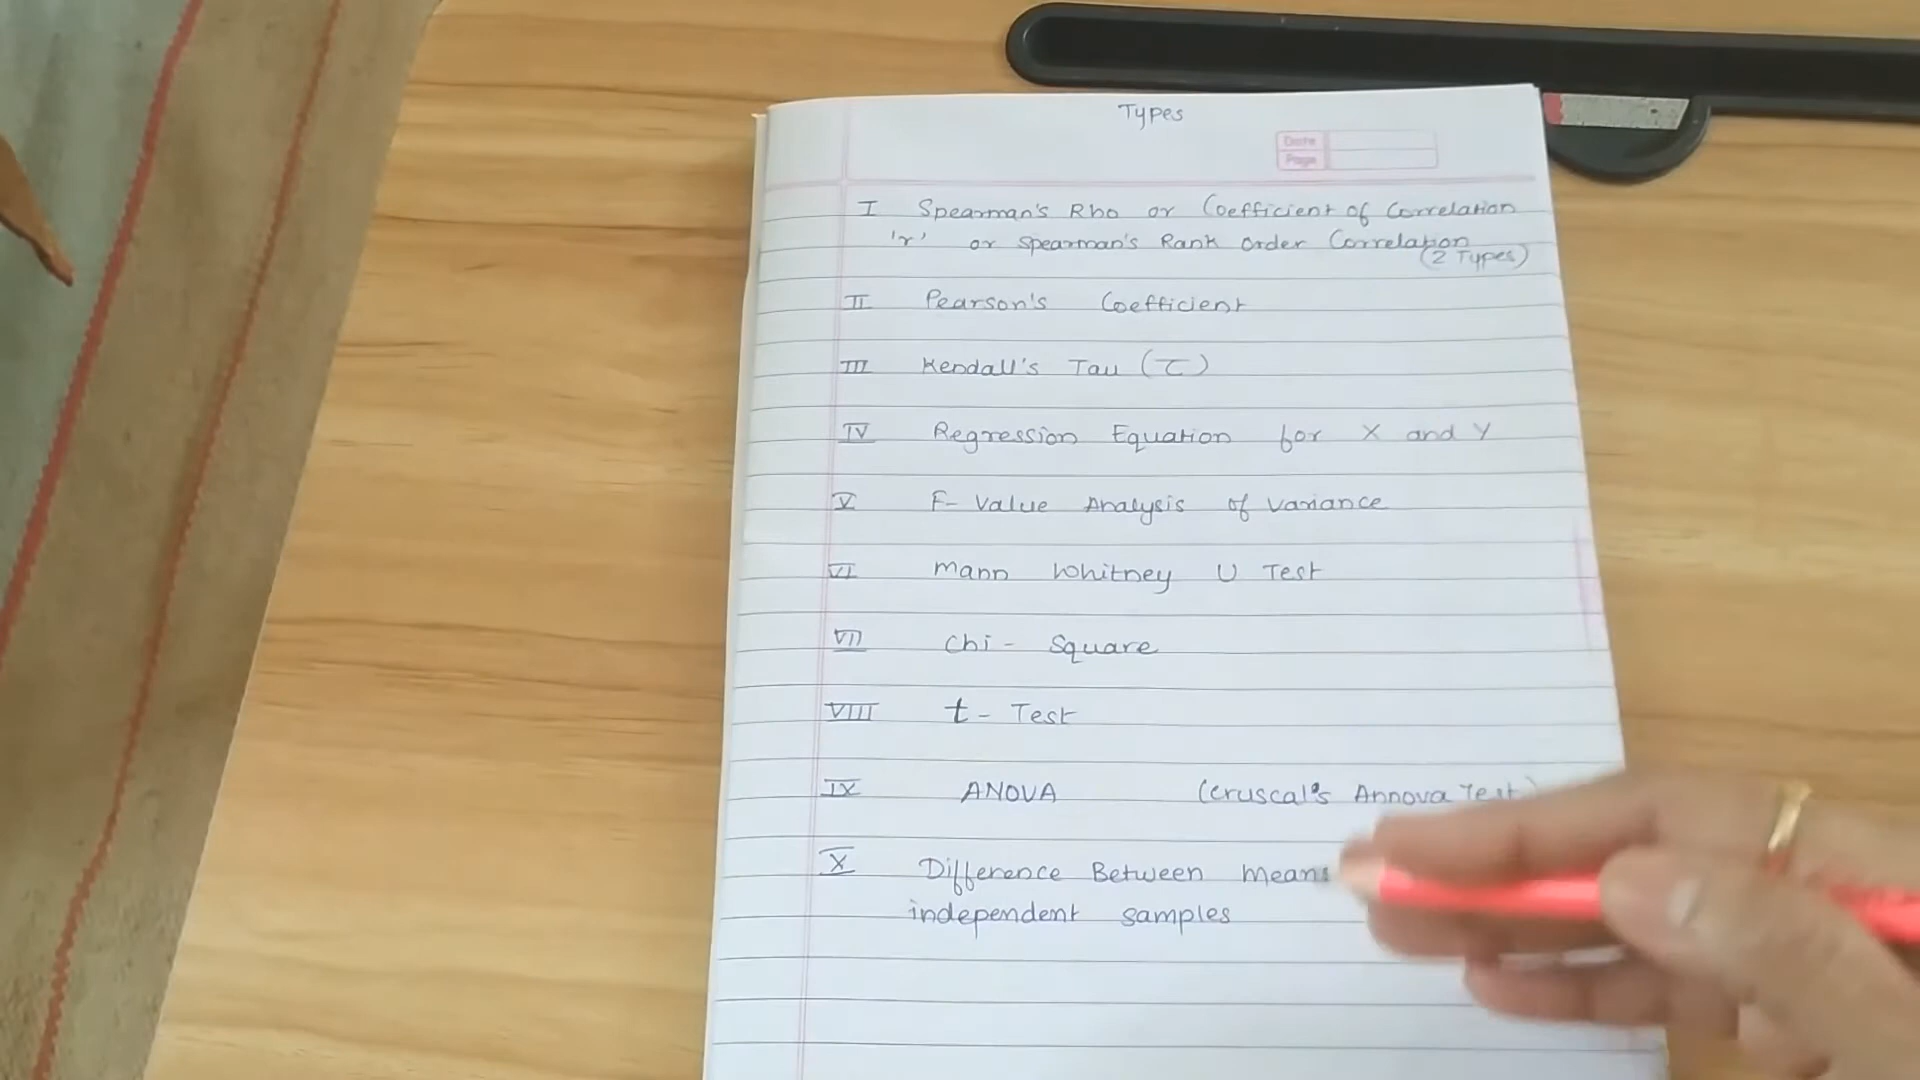 Types
Date
Page
I Spearman's Rho or Coefficient of Correlation
'r' or Spearman's Rank Order Correlation
(2 Types)
II Pearson's Coefficient
III Kendall's Tau (τ)
IV Regression Equation for X and Y
V F- Value Analysis of Variance
VI Mann Whitney U Test
VII Chi - Square
VIII t - Test
IX ANOVA (Cruscal's Annova Test)
X Difference Between Means
independent samples